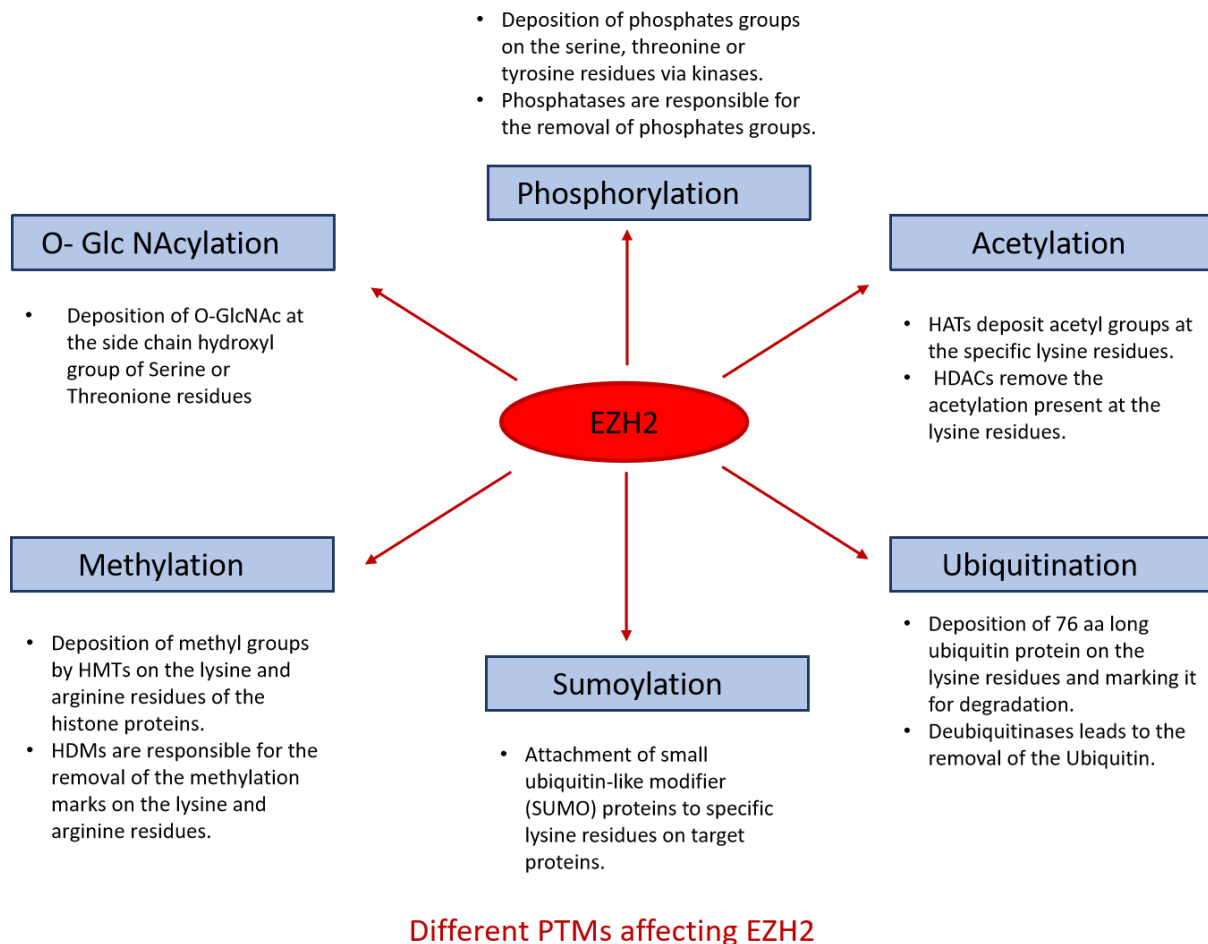 • Deposition of phosphates groups
on the serine, threonine or
tyrosine residues via kinases.
• Phosphatases are responsible for
the removal of phosphates groups.
Phosphorylation
O- Glc NAcylation
• Deposition of O-GlcNAc at
the side chain hydroxyl
group of Serine or
Threonione residues
Acetylation
• HATs deposit acetyl groups at
the specific lysine residues.
• HDACs remove the
acetylation present at the
lysine residues.
EZH2
Methylation
• Deposition of methyl groups
by HMTs on the lysine and
arginine residues of the
histone proteins.
• HDMs are responsible for the
removal of the methylation
marks on the lysine and
arginine residues.
Sumoylation
• Attachment of small
ubiquitin-like modifier
(SUMO) proteins to specific
lysine residues on target
proteins.
Ubiquitination
• Deposition of 76 aa long
ubiquitin protein on the
lysine residues and marking it
for degradation.
• Deubiquitinases leads to the
removal of the Ubiquitin.
Different PTMs affecting EZH2